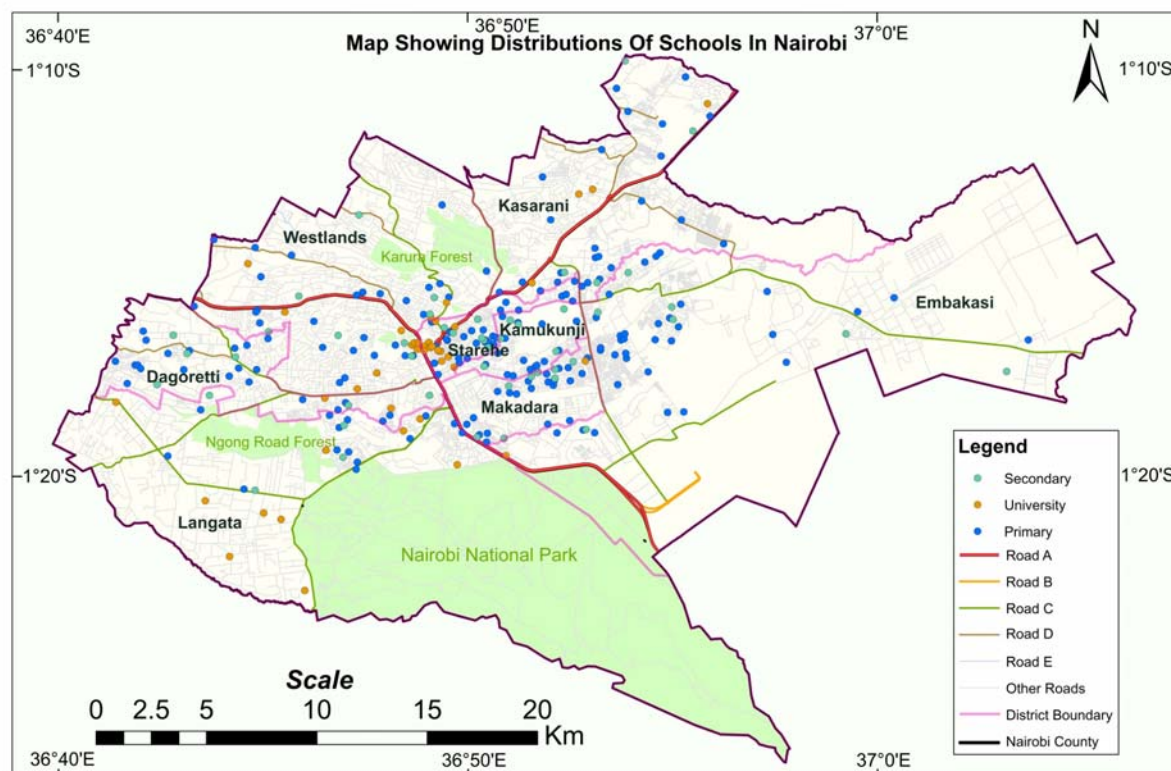 36°40'E
36°50'E
37°0'E
Map Showing Distributions Of Schools In Nairobi
N
1°10'S
1°10'S
Kasarani
Westlands
Karura Forest
Embakasi
Kamukunji
Starehe
Dagoretti
Makadara
Ngong Road Forest
1°20'S
1°20'S
Langata
Nairobi National Park
Legend
Secondary
University
Primary
Road A
Road B
Road C
Road D
Road E
Other Roads
District Boundary
Nairobi County
Scale
0 2.5 5 10 15 20
Km
36°40'E
36°50'E
37°0'E